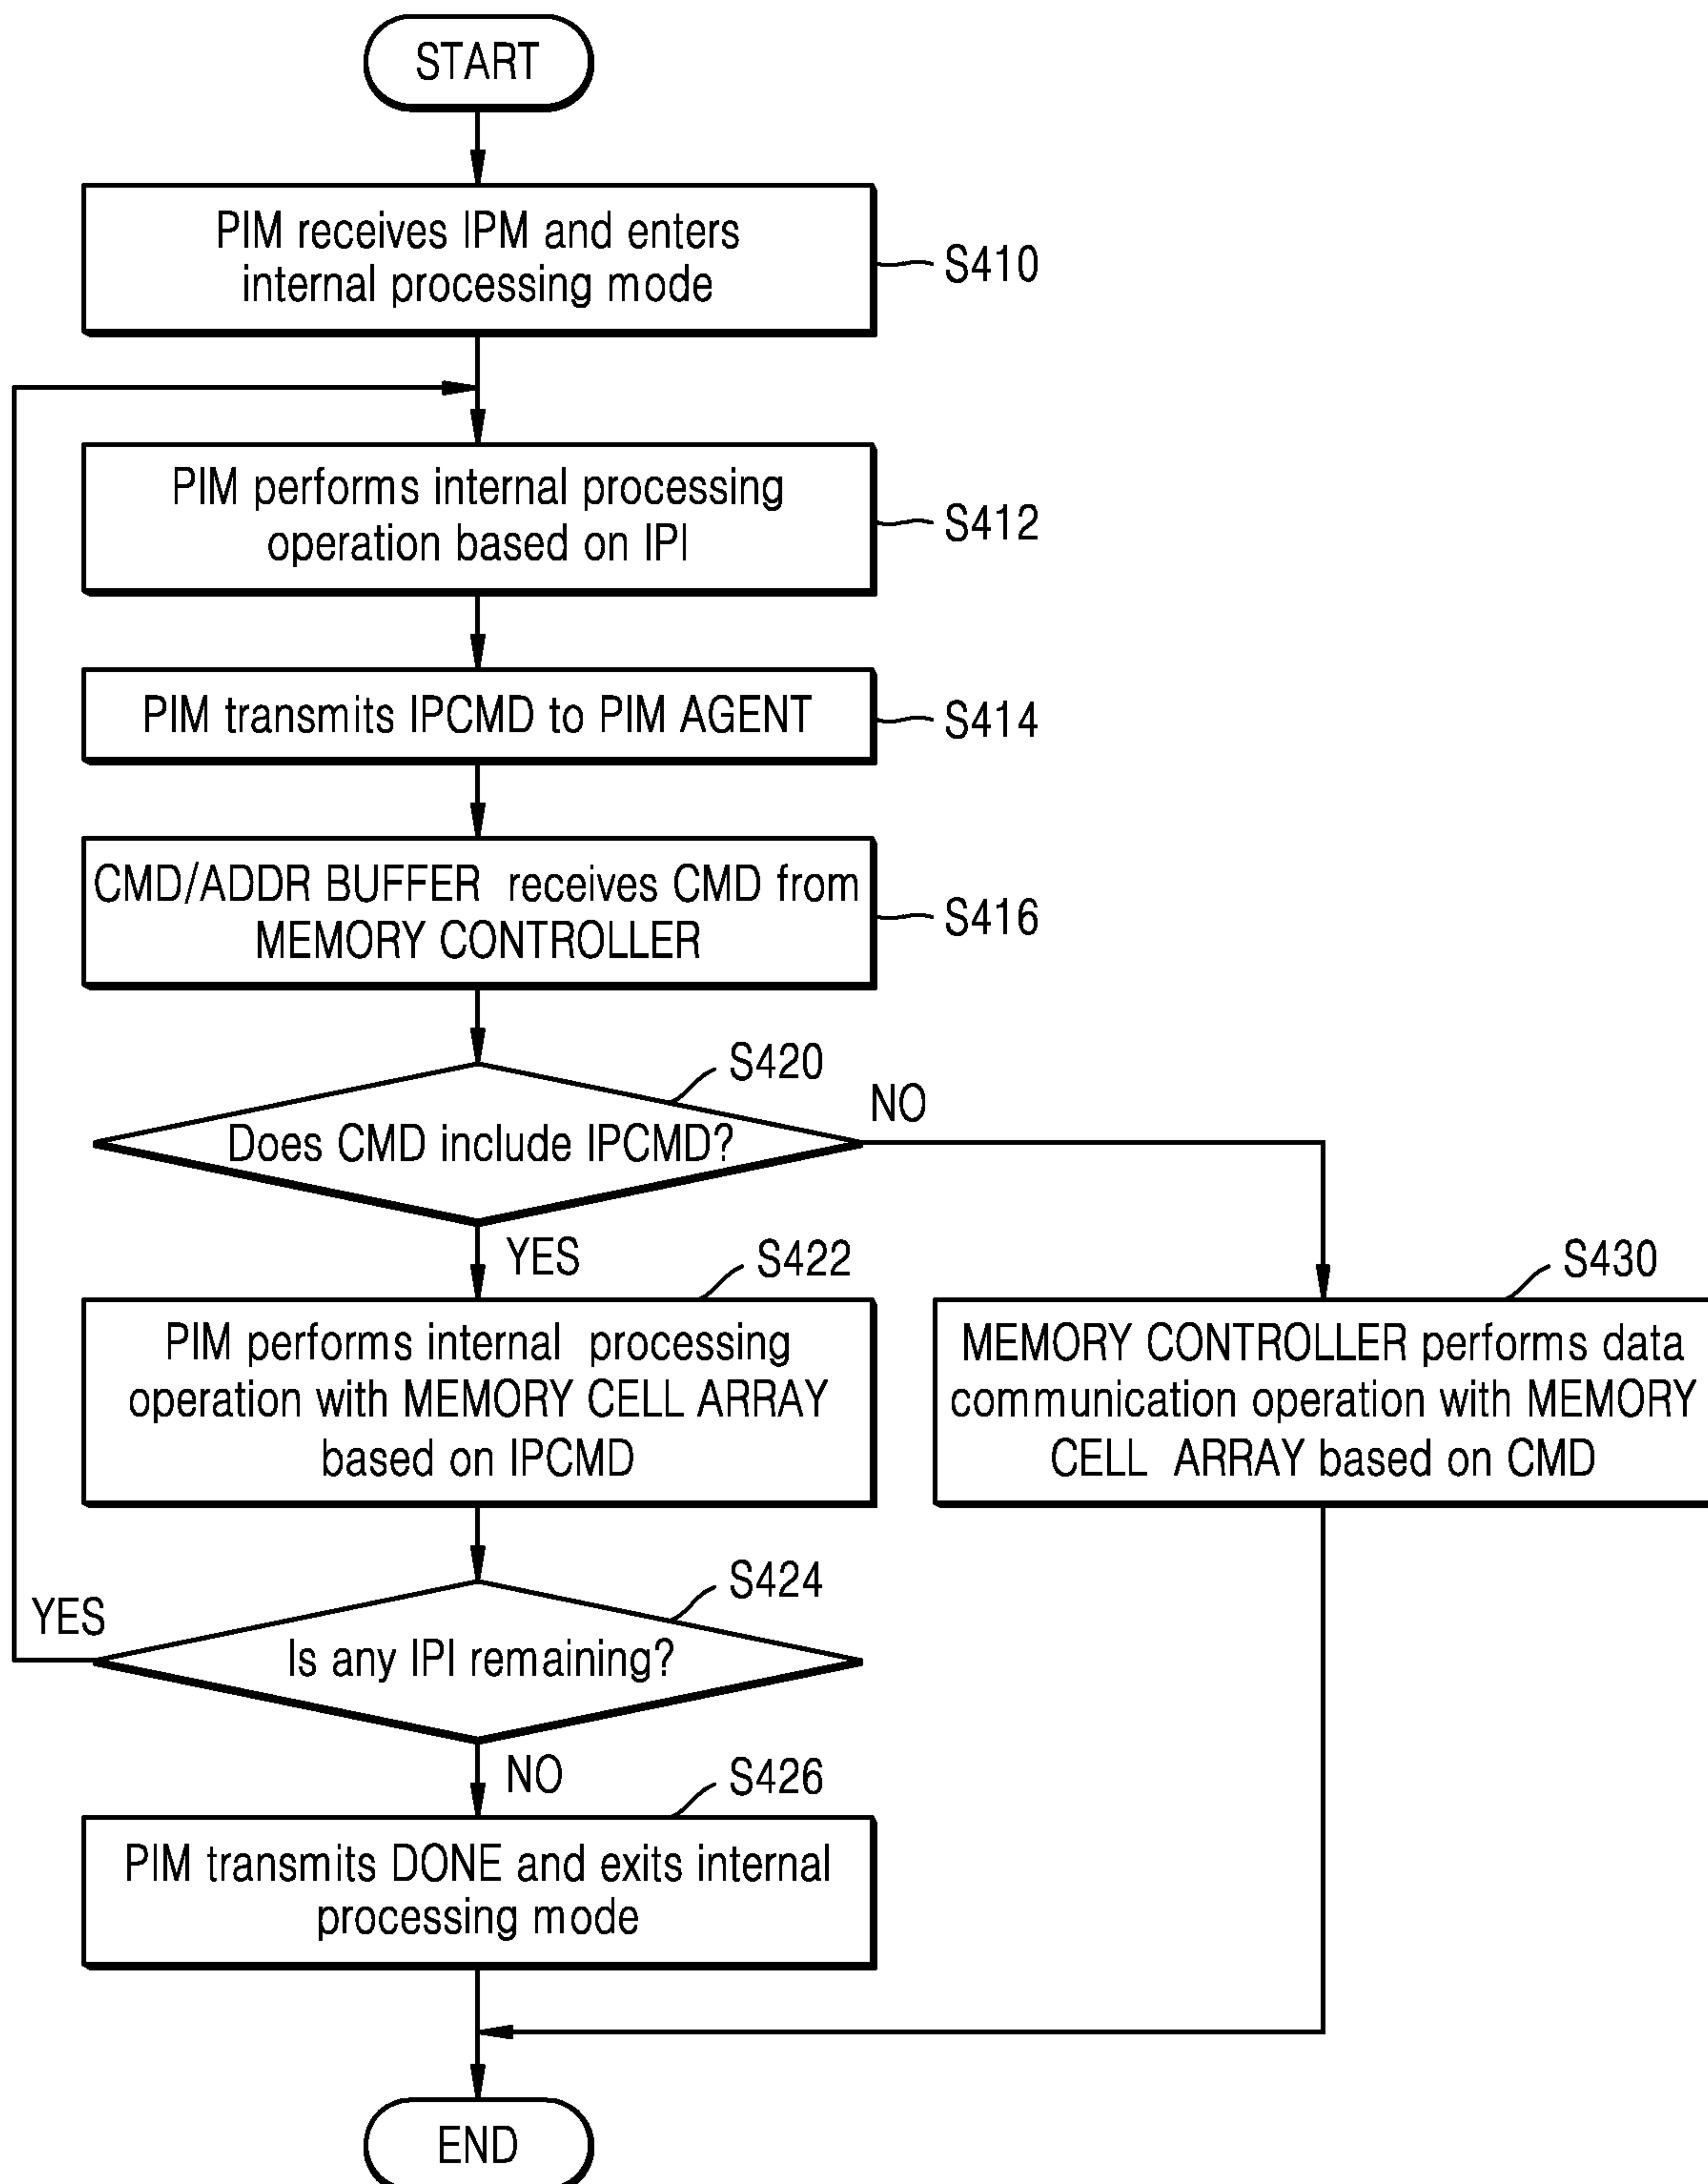 START
PIM receives IPM and enters
internal processing mode
S410
PIM performs internal processing
operation based on IPI
S412
PIM transmits IPCMD to PIM AGENT
S414
CMD/ADDR BUFFER receives CMD from
MEMORY CONTROLLER
S416
S420
Does CMD include IPCMD?
NO
YES
S422
PIM performs internal processing
operation with MEMORY CELL ARRAY
based on IPCMD
S430
MEMORY CONTROLLER performs data
communication operation with MEMORY
CELL ARRAY based on CMD
S424
Is any IPI remaining?
YES
NO
S426
PIM transmits DONE and exits internal
processing mode
END